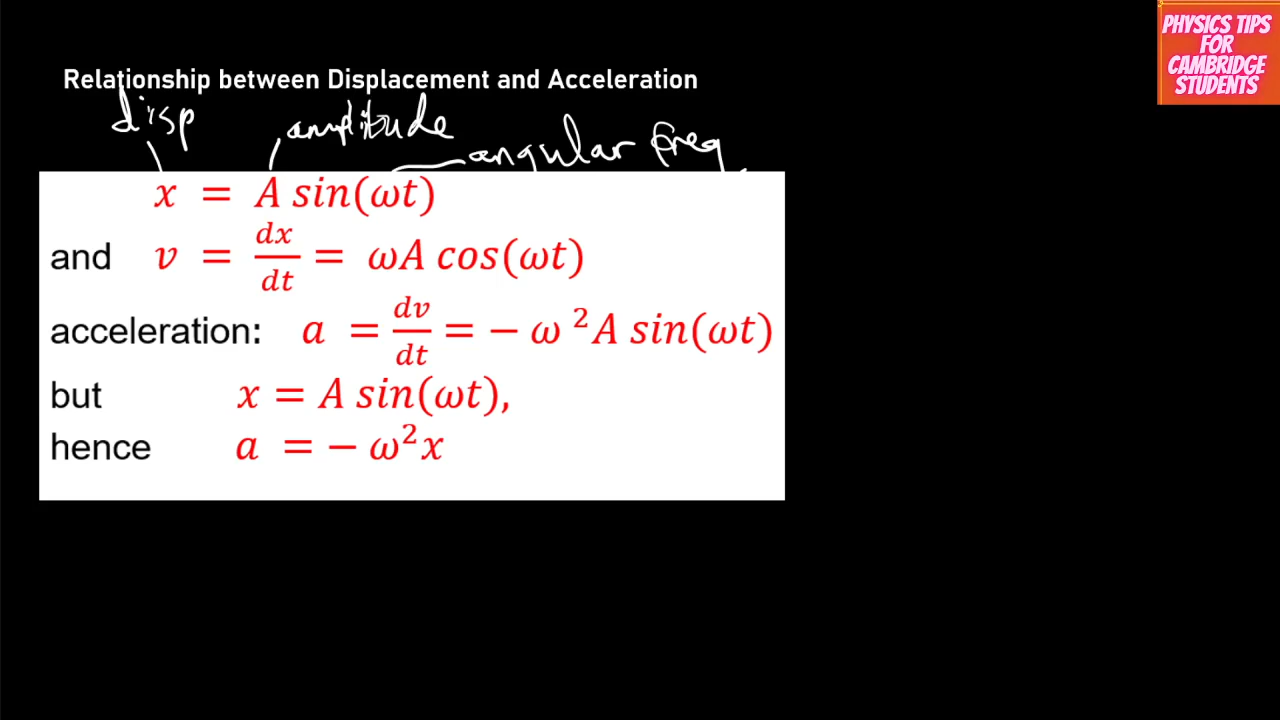 PHYSICS TIPS
FOR
CAMBRIDGE
STUDENTS
Relationship between Displacement and Acceleration
disp amplitude angular freq
x = A sin(ωt)
and v = dx/dt = ωA cos(ωt)
acceleration: a = dv/dt = − ω ²A sin(ωt)
but x = A sin(ωt),
hence a = − ω²x